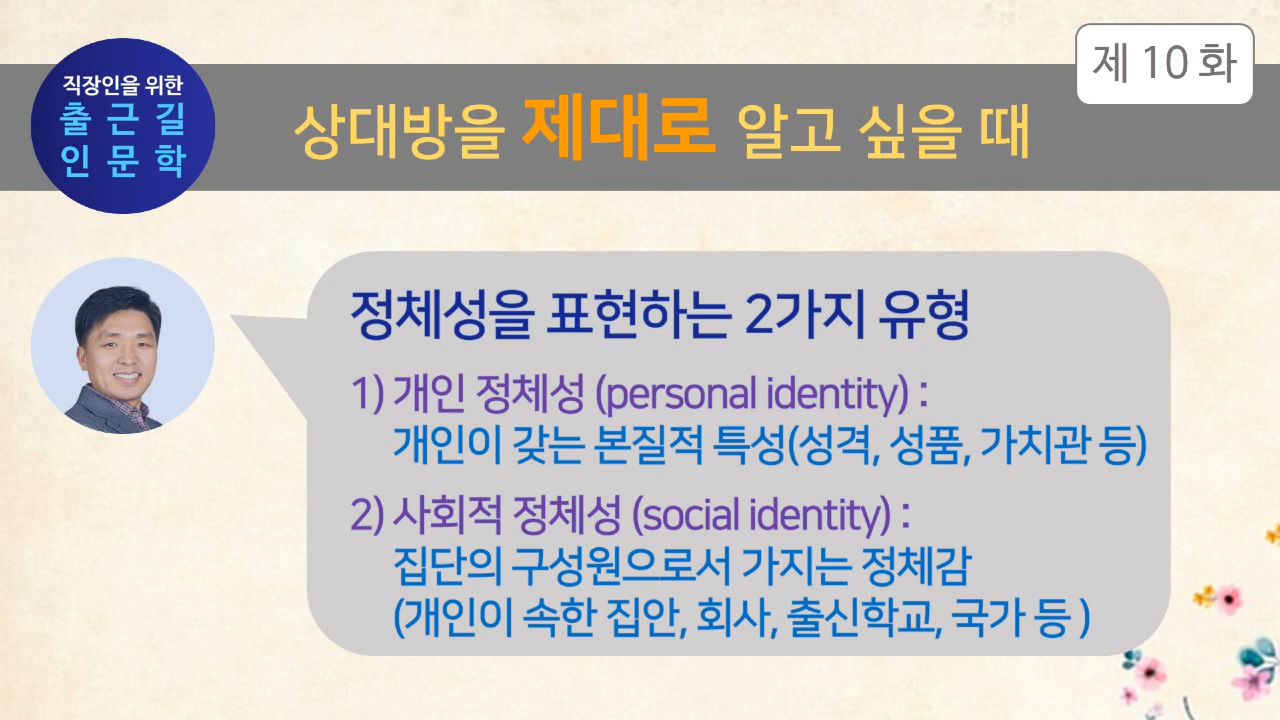 직장인을 위한
출 근 길
인 문 학
상대방을 제대로 알고 싶을 때
제 10 화
정체성을 표현하는 2가지 유형
1) 개인 정체성 (personal identity) :
개인이 갖는 본질적 특성(성격, 성품, 가치관 등)
2) 사회적 정체성 (social identity) :
집단의 구성원으로서 가지는 정체감
(개인이 속한 집안, 회사, 출신학교, 국가 등 )